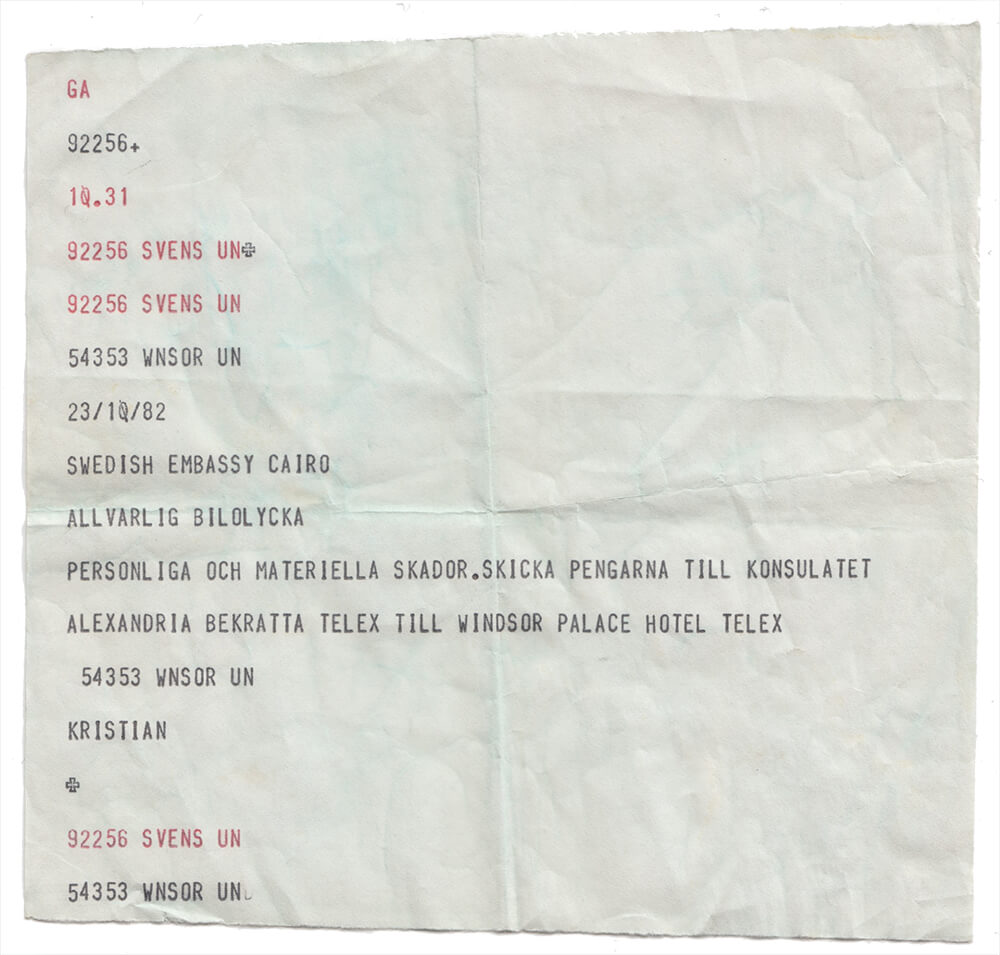 GA
92256+
10.31
92256 SVENS UN✠
92256 SVENS UN
54353 WNSOR UN
23/10/82
SWEDISH EMBASSY CAIRO
ALLVARLIG BILOLYCKA
PERSONLIGA OCH MATERIELLA SKADOR.SKICKA PENGARNA TILL KONSULATET
ALEXANDRIA BEKRATTA TELEX TILL WINDSOR PALACE HOTEL TELEX
54353 WNSOR UN
KRISTIAN
✠
92256 SVENS UN
54353 WNSOR UN